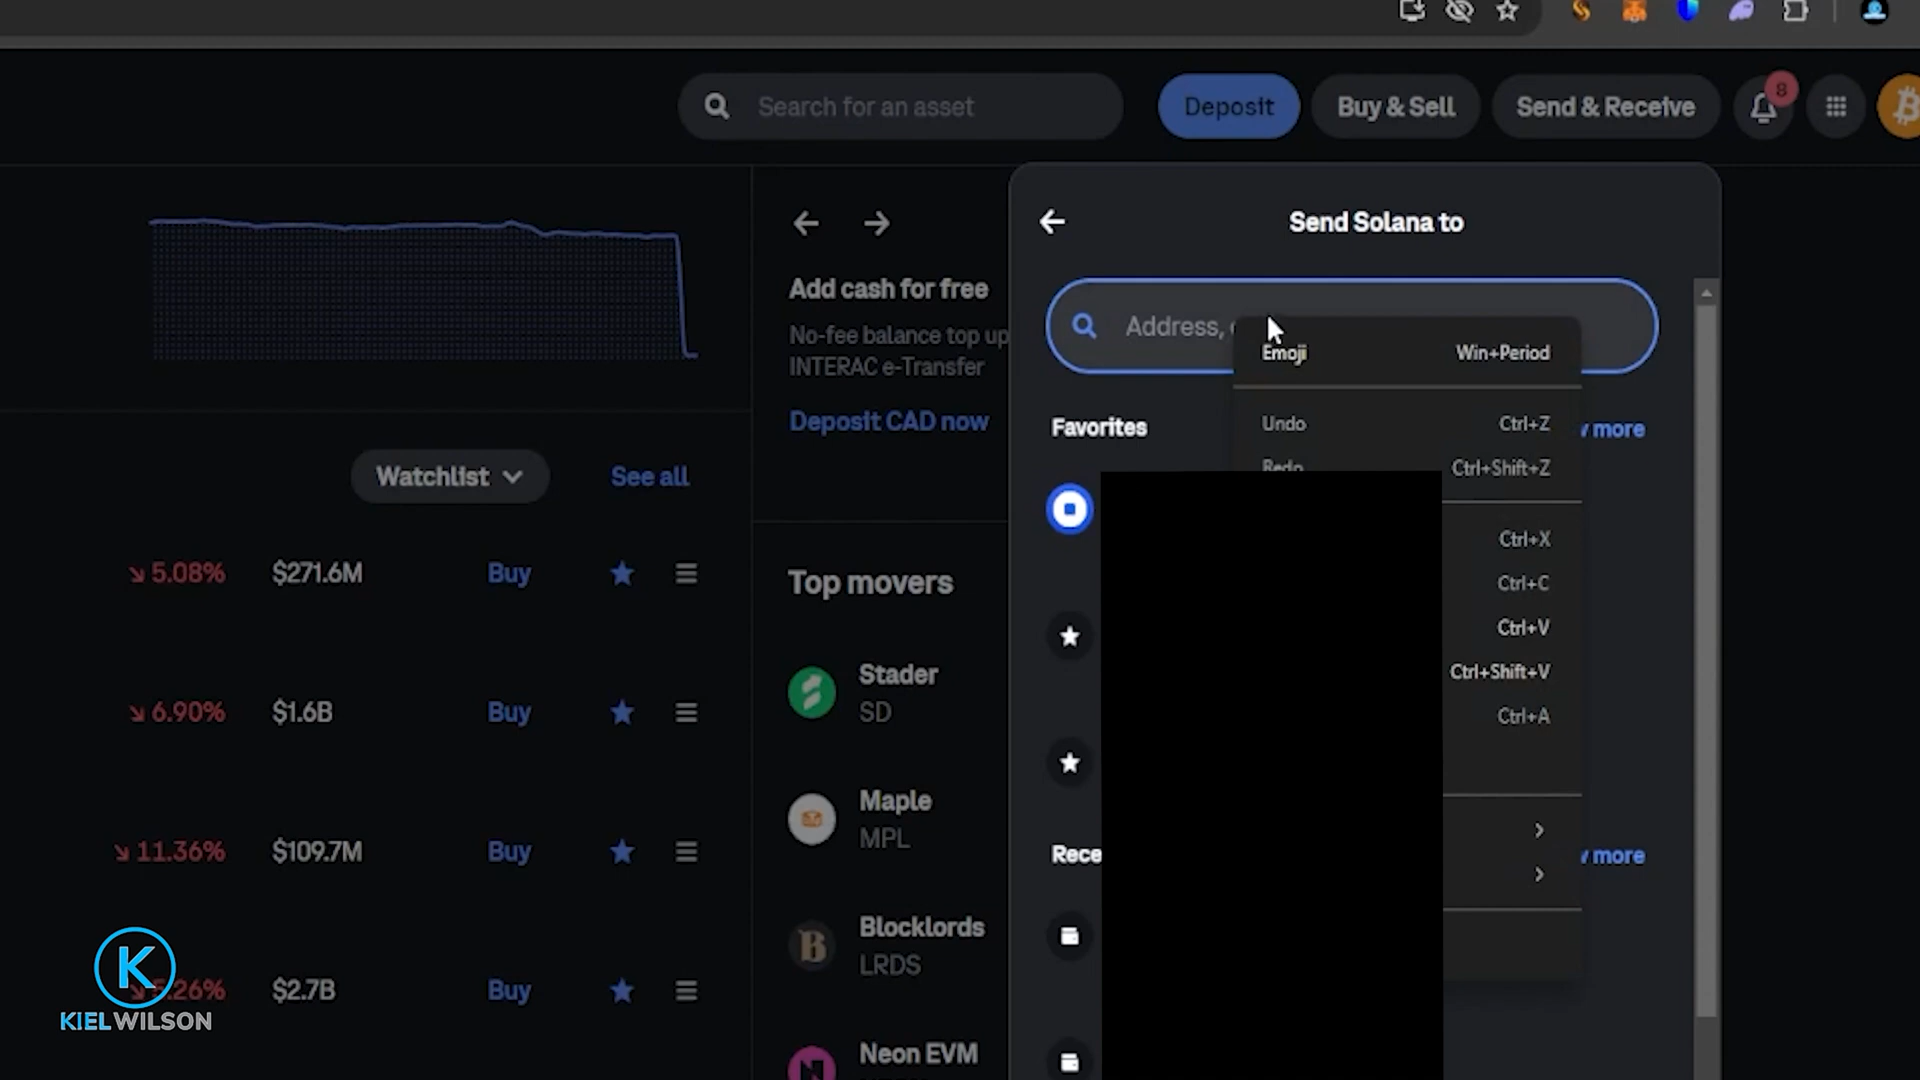 8
Search for an asset
Deposit
Buy & Sell
Send & Receive
Send Solana to
Add cash for free
No-fee balance top up
INTERAC e-Transfer
Deposit CAD now
Address,
Emoji Win+Period
Undo Ctrl+Z
Redo Ctrl+Shift+Z
Ctrl+X
Ctrl+C
Ctrl+V
Ctrl+Shift+V
Ctrl+A
Favorites
more
more
Watchlist
See all
5.08% $271.6M Buy
6.90% $1.6B Buy
11.36% $109.7M Buy
.26% $2.7B Buy
Top movers
Stader
SD
Maple
MPL
Blocklords
LRDS
Neon EVM
K
KIELWILSON